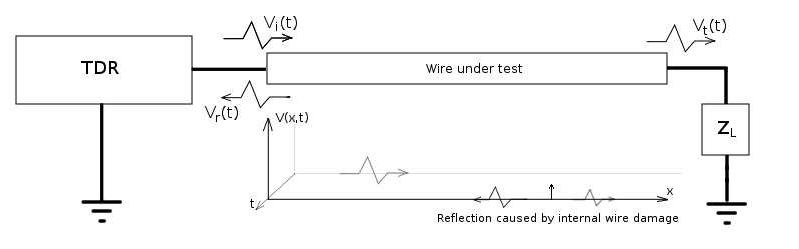 Vi(t)
Vt(t)
TDR
Wire under test
Vr(t)
V(x,t)
ZL
t
x
Reflection caused by internal wire damage